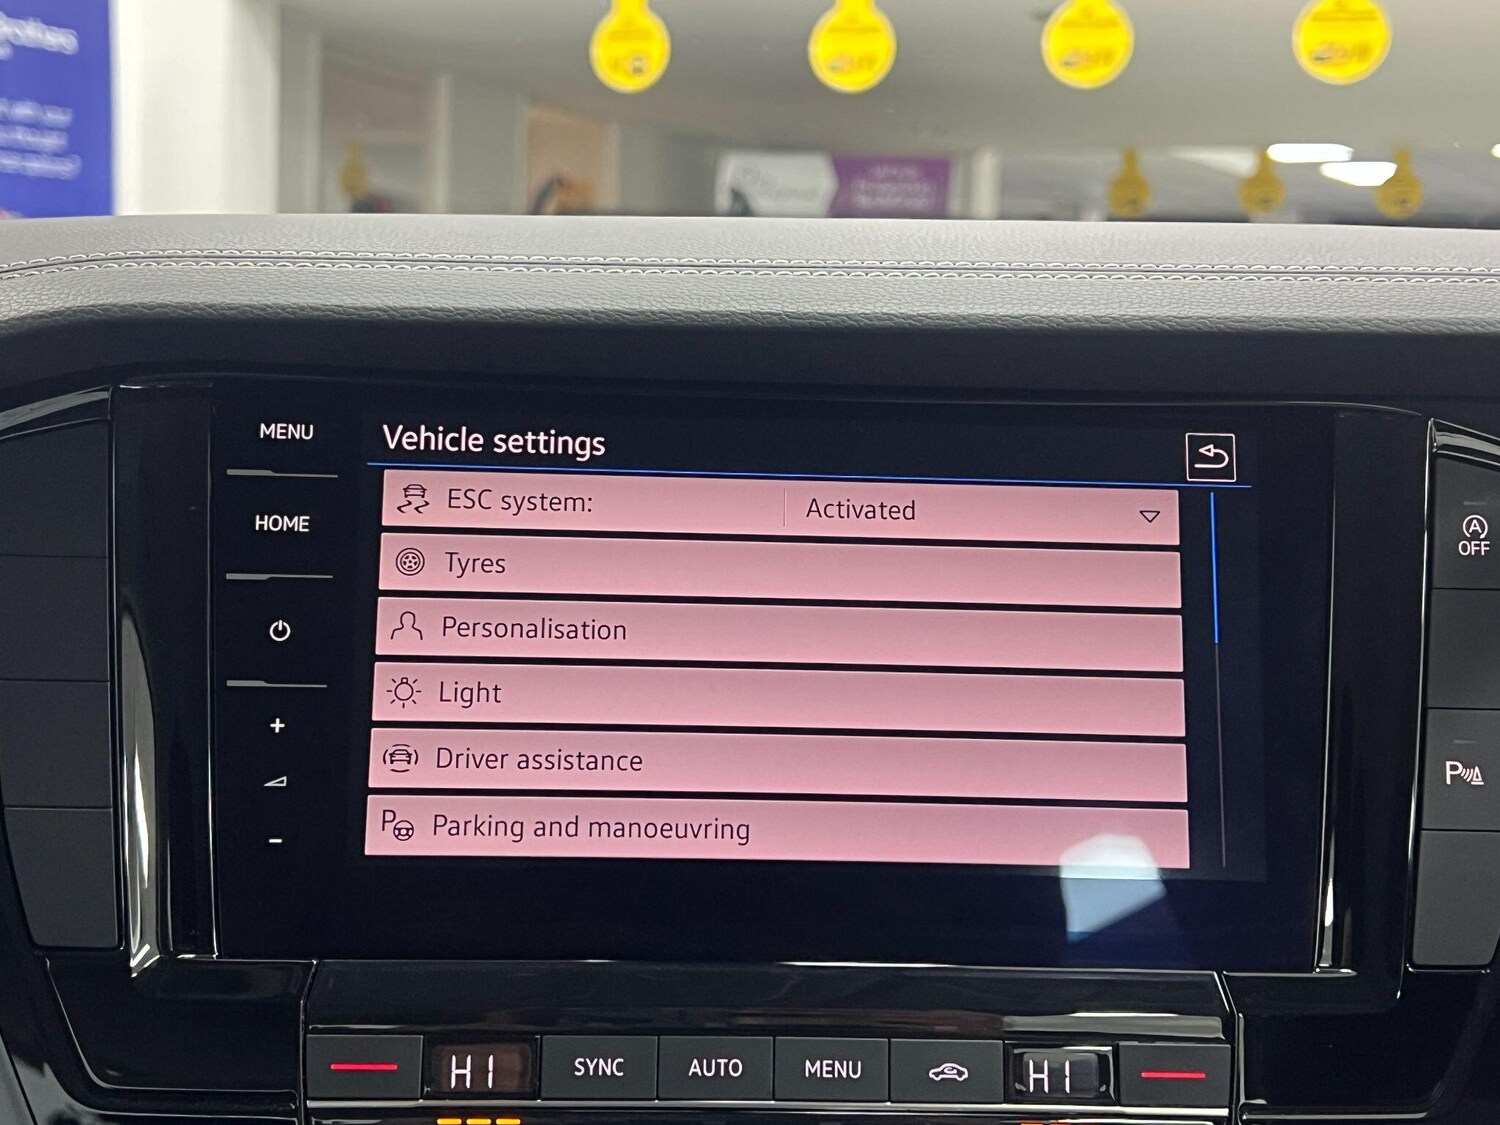 MENU
Vehicle settings
ESC system: Activated
HOME
Tyres
Personalisation
Light
Driver assistance
Parking and manoeuvring
A
OFF
P
HI
SYNC
AUTO
MENU
HI